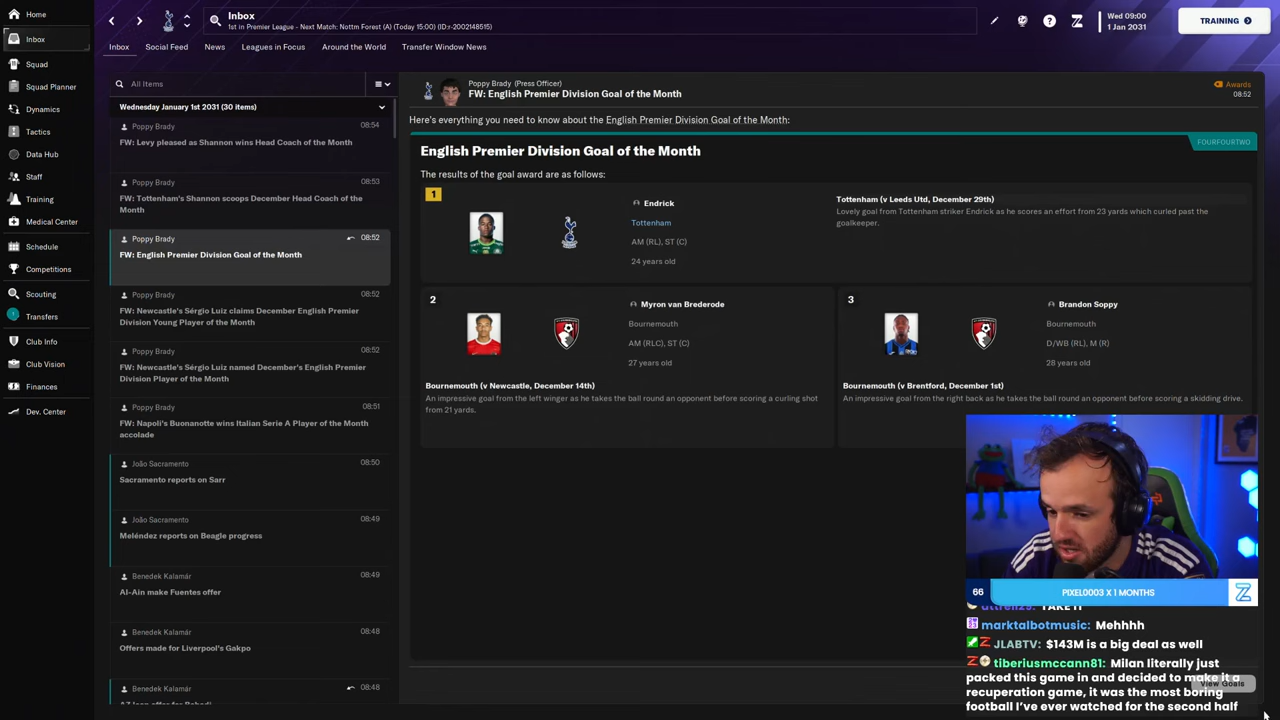 Home
Inbox
Squad
Squad Planner
Dynamics
Tactics
Data Hub
Staff
Training
Medical Center
Schedule
Competitions
Scouting
Transfers
Club Info
Club Vision
Finances
Dev. Center
Inbox
1st in Premier League - Next Match: Nottm Forest (A) (Today 15:00) (ID:r-2002148515)
Wed 09:00
1 Jan 2031
TRAINING
Inbox
Social Feed
News
Leagues in Focus
Around the World
Transfer Window News
All Items
Wednesday January 1st 2031 (30 items)
Poppy Brady
08:54
FW: Levy pleased as Shannon wins Head Coach of the Month
Poppy Brady
08:53
FW: Tottenham's Shannon scoops December Head Coach of the
Month
Poppy Brady
08:52
FW: English Premier Division Goal of the Month
Poppy Brady
08:52
FW: Newcastle's Sérgio Luiz claims December English Premier
Division Young Player of the Month
Poppy Brady
08:52
FW: Newcastle's Sérgio Luiz named December's English Premier
Division Player of the Month
Poppy Brady
08:51
FW: Napoli's Buonanotte wins Italian Serie A Player of the Month
accolade
João Sacramento
08:50
Sacramento reports on Sarr
João Sacramento
08:49
Meléndez reports on Beagle progress
Benedek Kalamár
08:49
Al-Ain make Fuentes offer
Benedek Kalamár
08:48
Offers made for Liverpool's Gakpo
Benedek Kalamár
08:48
Poppy Brady (Press Officer)
FW: English Premier Division Goal of the Month
Awards
08:52
Here's everything you need to know about the English Premier Division Goal of the Month:
FOURFOURTWO
English Premier Division Goal of the Month
The results of the goal award are as follows:
1
Endrick
Tottenham
AM (RL), ST (C)
24 years old
Tottenham (v Leeds Utd, December 29th)
Lovely goal from Tottenham striker Endrick as he scores an effort from 23 yards which curled past the
goalkeeper.
2
Myron van Brederode
Bournemouth
AM (RLC), ST (C)
27 years old
Bournemouth (v Newcastle, December 14th)
An impressive goal from the left winger as he takes the ball round an opponent before scoring a curling shot
from 21 yards.
3
Brandon Soppy
Bournemouth
D/WB (RL), M (R)
28 years old
Bournemouth (v Brentford, December 1st)
An impressive goal from the right back as he takes the ball round an opponent before scoring a skidding drive.
66
PIXEL0003 X 1 MONTHS
marktalbotmusic: Mehhhh
JLABTV: $143M is a big deal as well
tiberiusmccann81: Milan literally just
packed this game in and decided to make it a
recuperation game, it was the most boring
football I've ever watched for the second half
View Goals